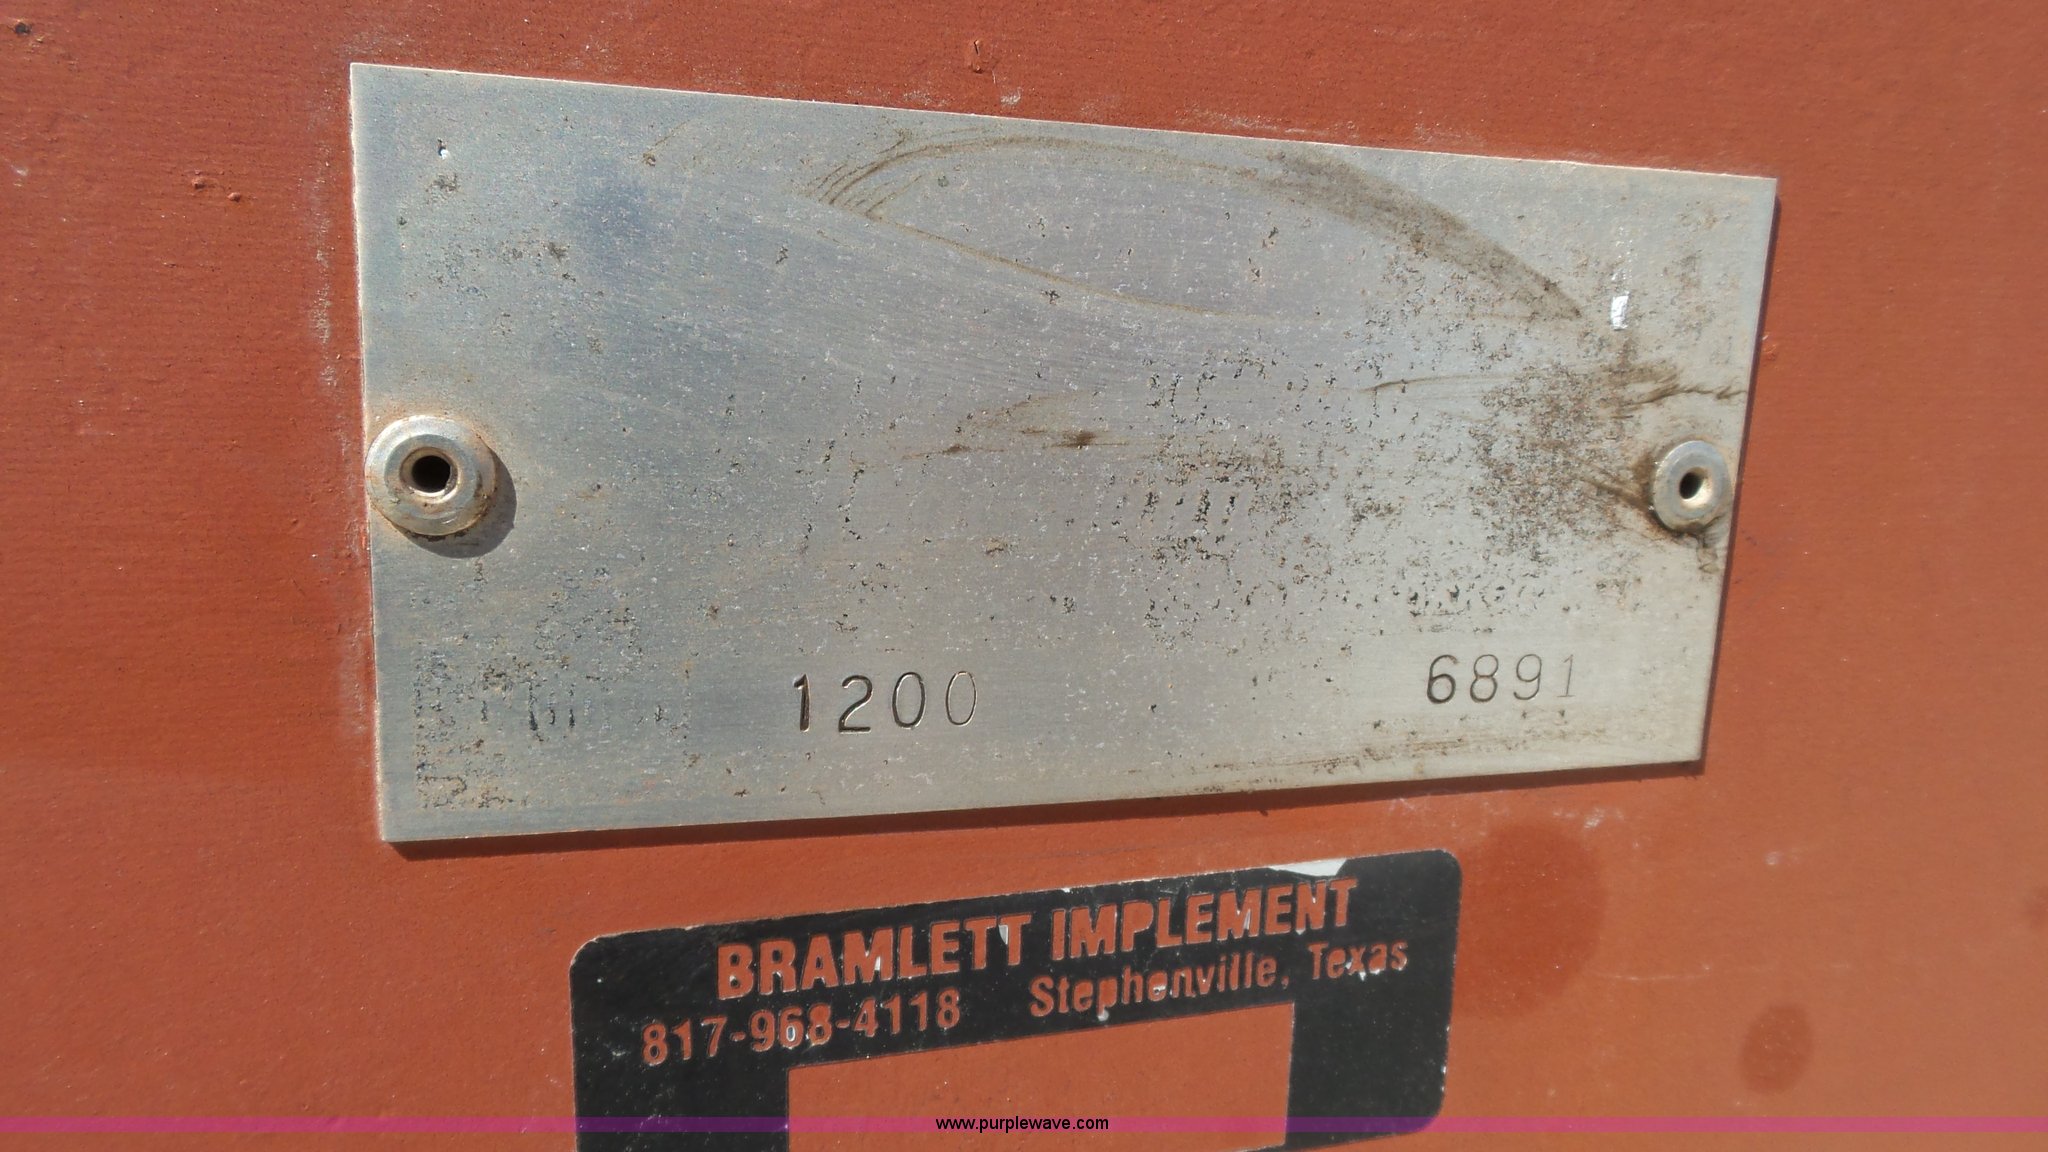 1200 6891
BRAMLETT IMPLEMENT
817-968-4118 Stephenville, Texas
www.purplewave.com